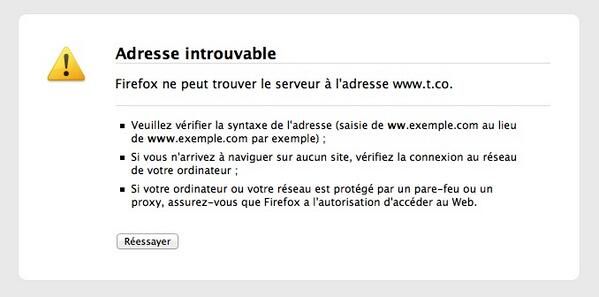 Adresse introuvable
Firefox ne peut trouver le serveur à l'adresse www.t.co.
Veuillez vérifier la syntaxe de l'adresse (saisie de ww.exemple.com au lieu
de www.exemple.com par exemple) ;
Si vous n'arrivez à naviguer sur aucun site, vérifiez la connexion au réseau
de votre ordinateur ;
Si votre ordinateur ou votre réseau est protégé par un pare-feu ou un
proxy, assurez-vous que Firefox a l'autorisation d'accéder au Web.
Réessayer